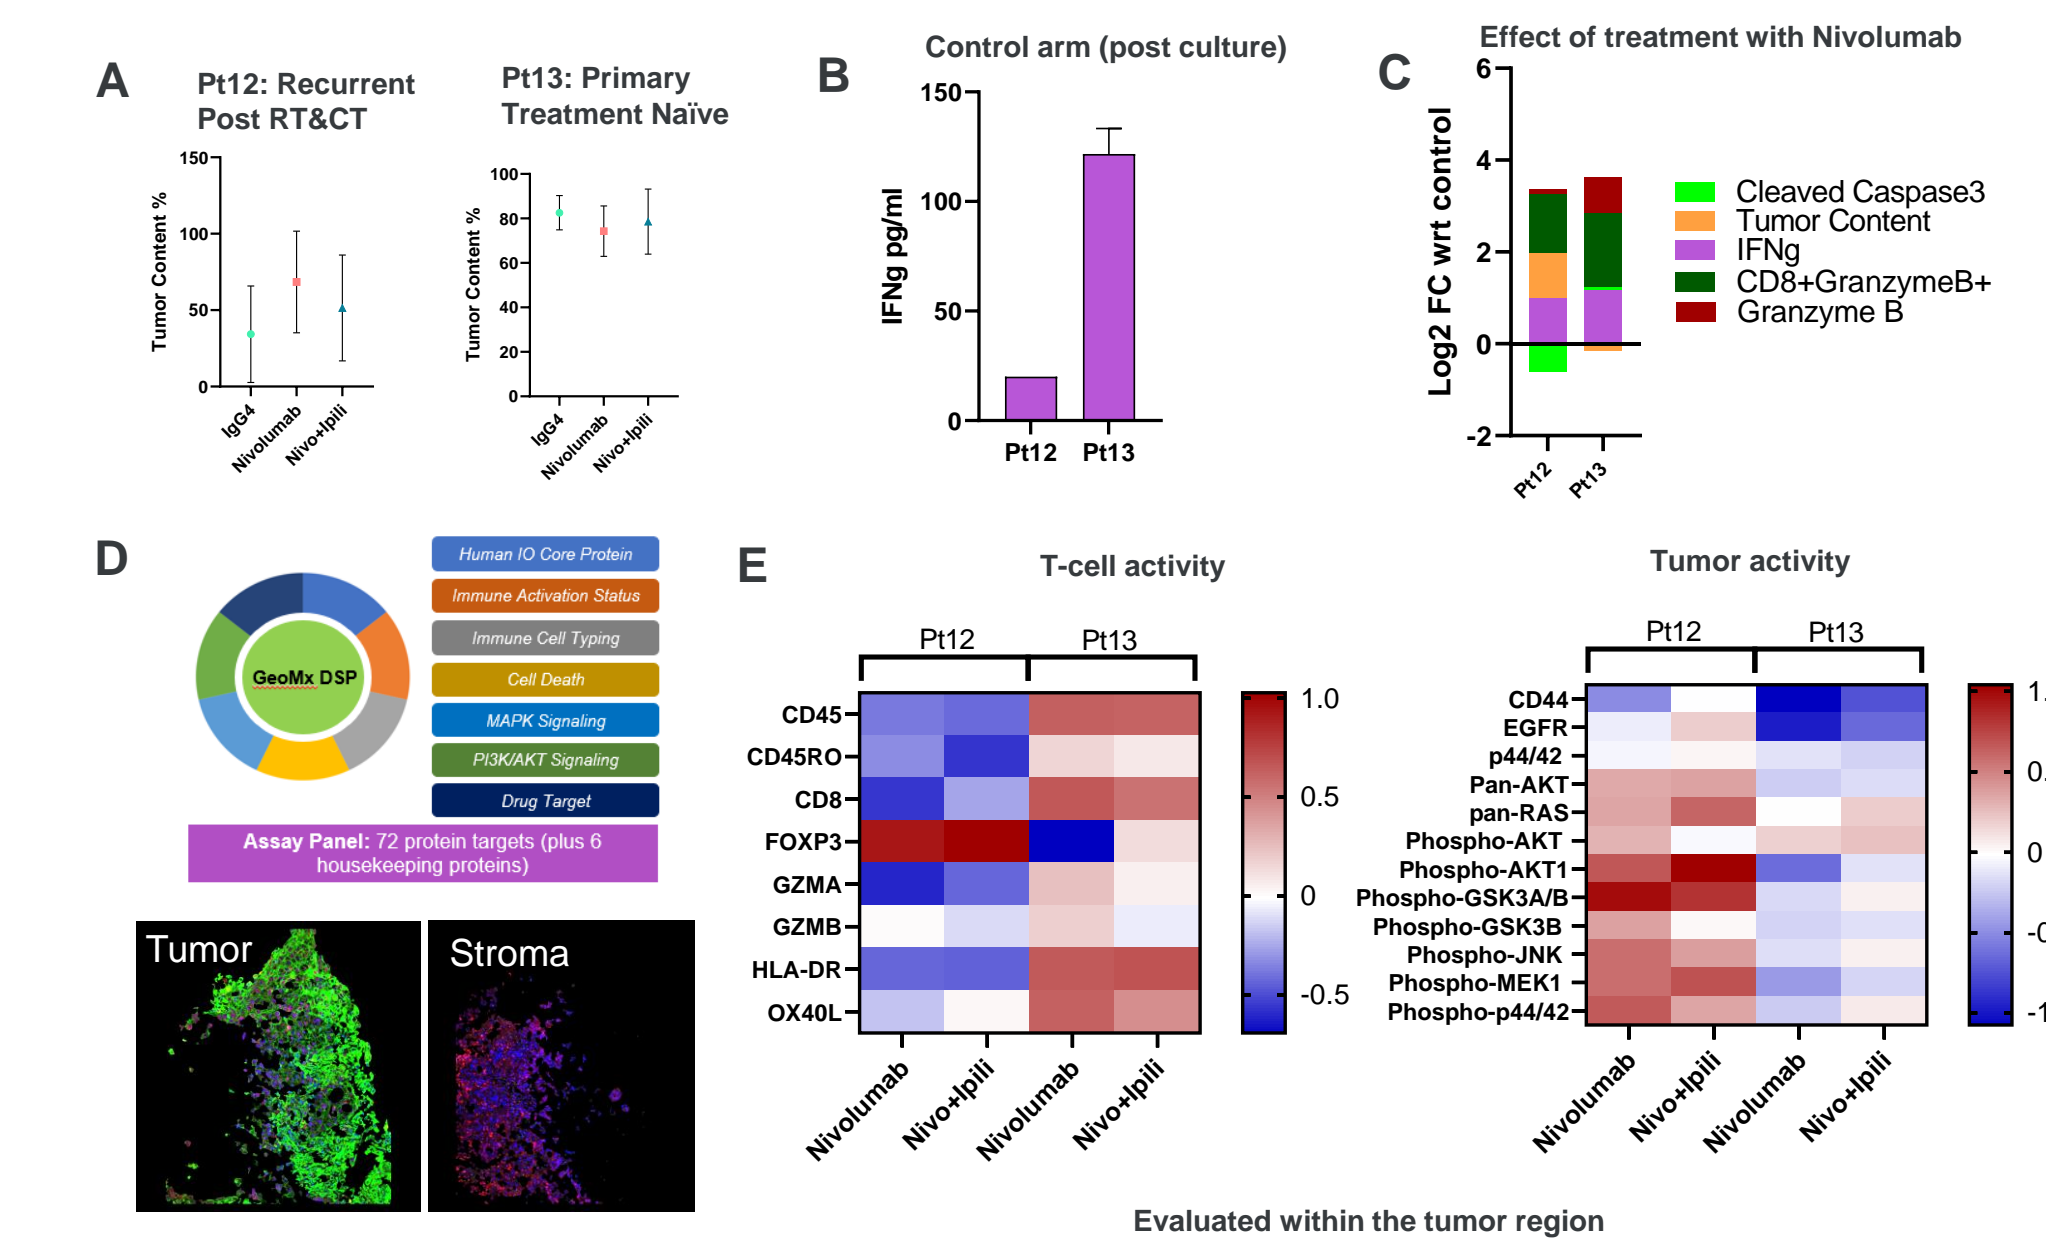 A
Pt12: Recurrent
Post RT&CT
Tumor Content %
150
100
50
0
IgG4
Nivolumab
Nivo+Ipili
Pt13: Primary
Treatment Naïve
Tumor Content %
100
80
60
40
20
0
IgG4
Nivolumab
Nivo+Ipili
B
Control arm (post culture)
IFNg pg/ml
150
100
50
0
Pt12
Pt13
C
Effect of treatment with Nivolumab
Log2 FC wrt control
6
4
2
0
-2
Pt12
Pt13
Cleaved Caspase3
Tumor Content
IFNg
CD8+GranzymeB+
Granzyme B
D
GeoMx DSP
Human IO Core Protein
Immune Activation Status
Immune Cell Typing
Cell Death
MAPK Signaling
PI3K/AKT Signaling
Drug Target
Assay Panel: 72 protein targets (plus 6
housekeeping proteins)
Tumor
Stroma
E
T-cell activity
Pt12
Pt13
CD45
CD45RO
CD8
FOXP3
GZMA
GZMB
HLA-DR
OX40L
Nivolumab
Nivo+Ipili
Nivolumab
Nivo+Ipili
1.0
0.5
0
-0.5
Tumor activity
Pt12
Pt13
CD44
EGFR
p44/42
Pan-AKT
pan-RAS
Phospho-AKT
Phospho-AKT1
Phospho-GSK3A/B
Phospho-GSK3B
Phospho-JNK
Phospho-MEK1
Phospho-p44/42
Nivolumab
Nivo+Ipili
Nivolumab
Nivo+Ipili
1.
0.
0
Evaluated within the tumor region